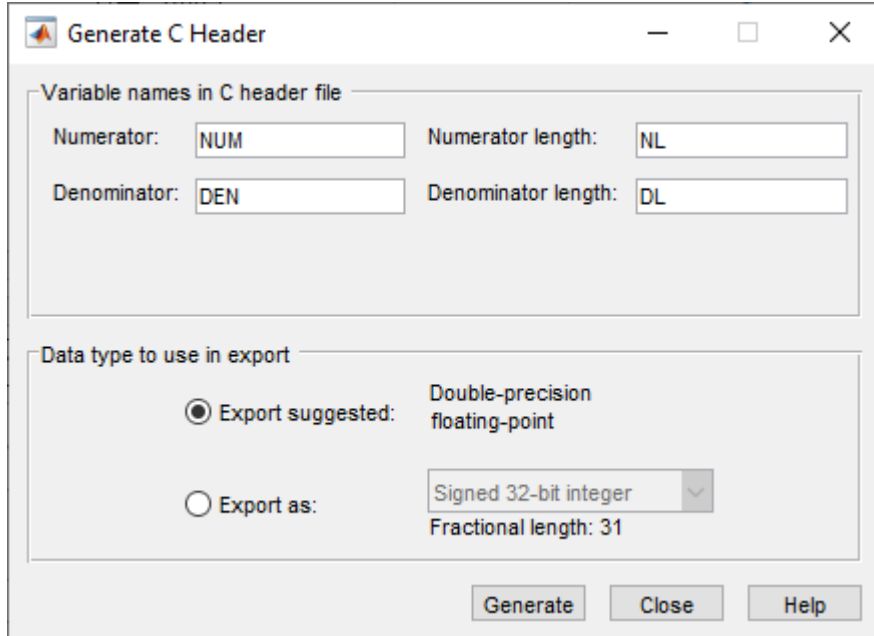 Generate C Header
Variable names in C header file
Numerator: NUM Numerator length: NL
Denominator: DEN Denominator length: DL
Data type to use in export
Export suggested: Double-precision
floating-point
Export as: Signed 32-bit integer
Fractional length: 31
Generate Close Help